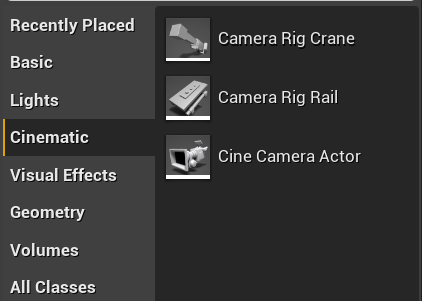 Recently Placed
Basic
Lights
Cinematic
Visual Effects
Geometry
Volumes
All Classes
Camera Rig Crane
Camera Rig Rail
Cine Camera Actor